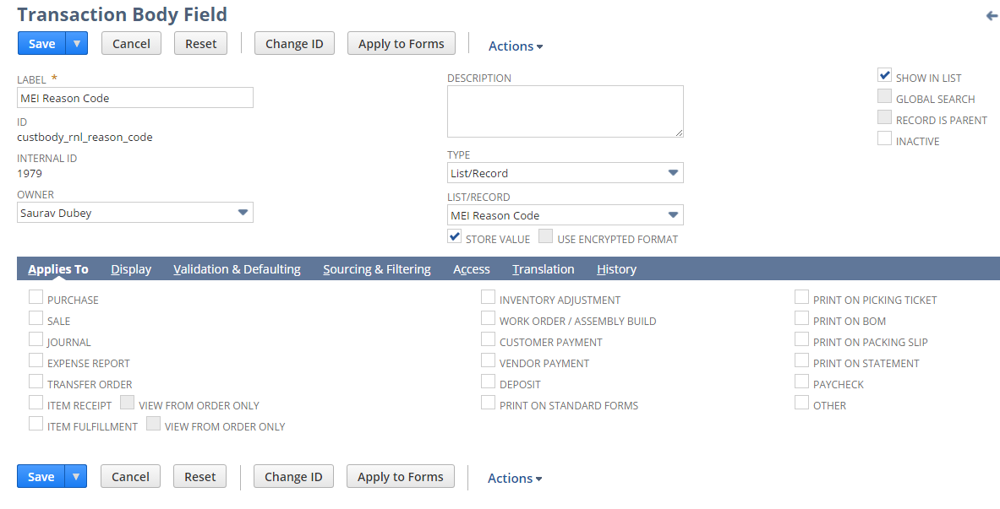 Transaction Body Field
Save Cancel Reset Change ID Apply to Forms Actions
LABEL *
MEI Reason Code
ID
custbody_rnl_reason_code
INTERNAL ID
1979
OWNER
Saurav Dubey
DESCRIPTION
TYPE
List/Record
LIST/RECORD
MEI Reason Code
STORE VALUE USE ENCRYPTED FORMAT
SHOW IN LIST
GLOBAL SEARCH
RECORD IS PARENT
INACTIVE
Applies To Display Validation & Defaulting Sourcing & Filtering Access Translation History
PURCHASE
SALE
JOURNAL
EXPENSE REPORT
TRANSFER ORDER
ITEM RECEIPT VIEW FROM ORDER ONLY
ITEM FULFILLMENT VIEW FROM ORDER ONLY
INVENTORY ADJUSTMENT
WORK ORDER / ASSEMBLY BUILD
CUSTOMER PAYMENT
VENDOR PAYMENT
DEPOSIT
PRINT ON STANDARD FORMS
PRINT ON PICKING TICKET
PRINT ON BOM
PRINT ON PACKING SLIP
PRINT ON STATEMENT
PAYCHECK
OTHER
Save Cancel Reset Change ID Apply to Forms Actions